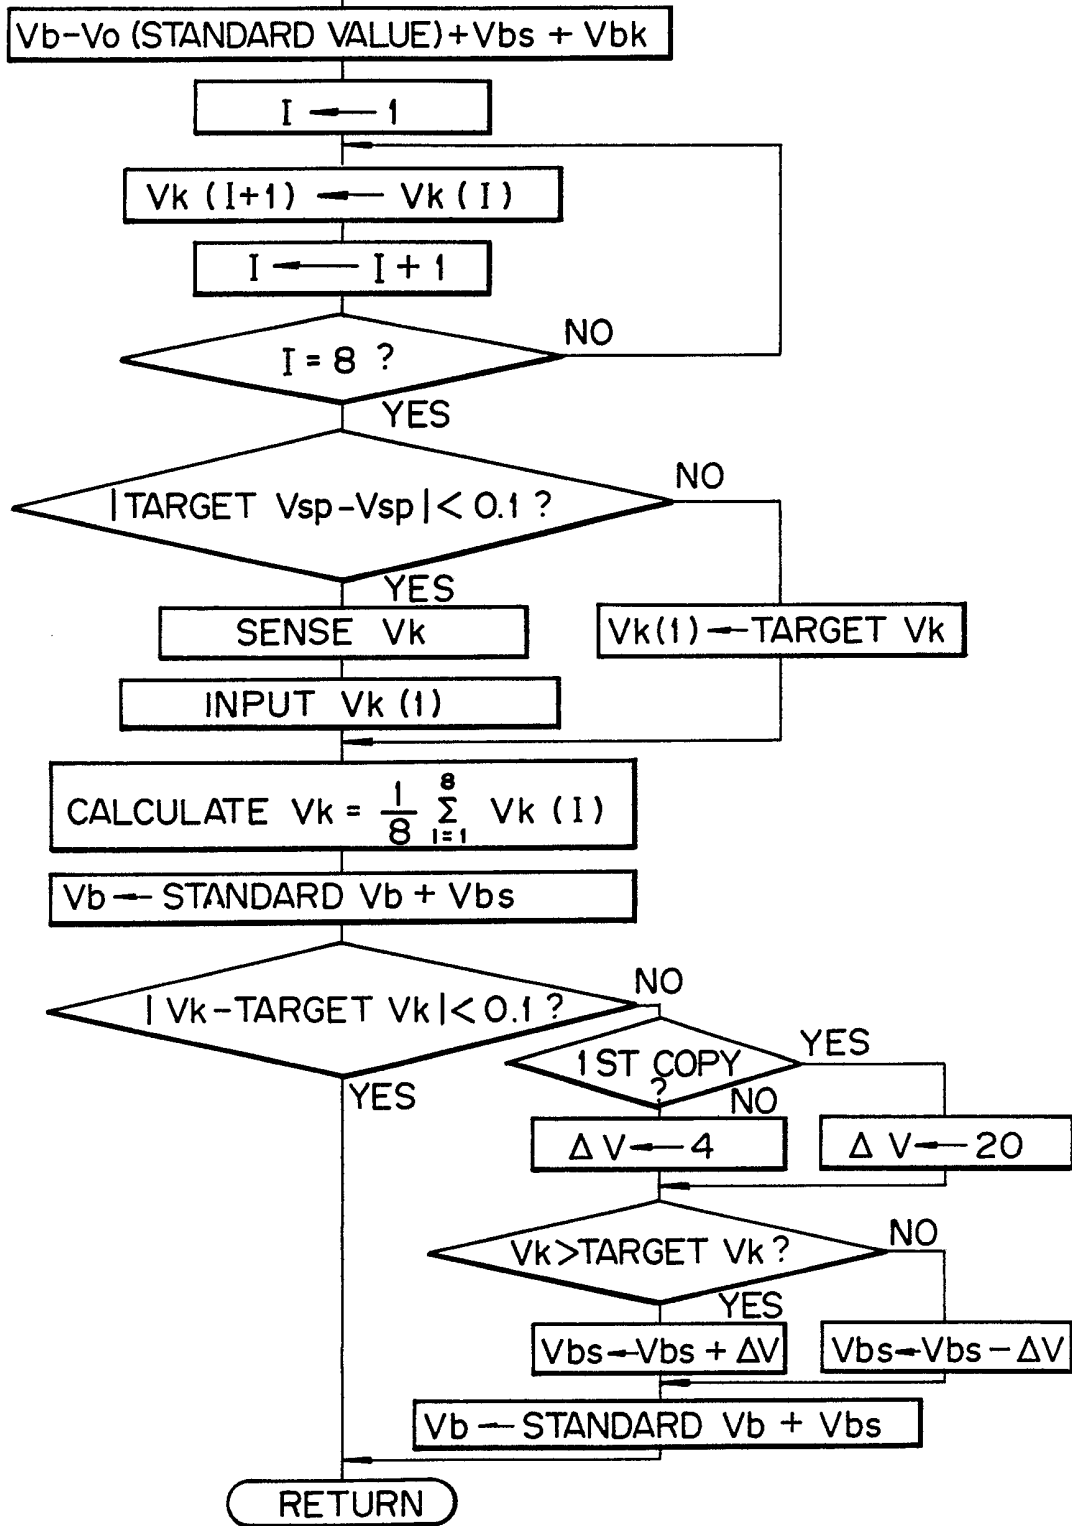 Vb-Vo (STANDARD VALUE)+Vbs + Vbk
I ← 1
Vk (I+1) ← Vk (I)
I ← I + 1
I = 8 ?
NO
YES
|TARGET Vsp-Vsp| < 0.1 ?
NO
YES
SENSE Vk
Vk(1) ← TARGET Vk
INPUT Vk (1)
CALCULATE Vk = 1/8 8 Σ I=1 Vk (I)
Vb ← STANDARD Vb + Vbs
| Vk - TARGET Vk | < 0.1 ?
NO
YES
1ST COPY
?
YES
NO
Δ V ← 4
Δ V ← 20
Vk > TARGET Vk ?
NO
YES
Vbs ← Vbs + ΔV
Vbs ← Vbs - ΔV
Vb ← STANDARD Vb + Vbs
RETURN